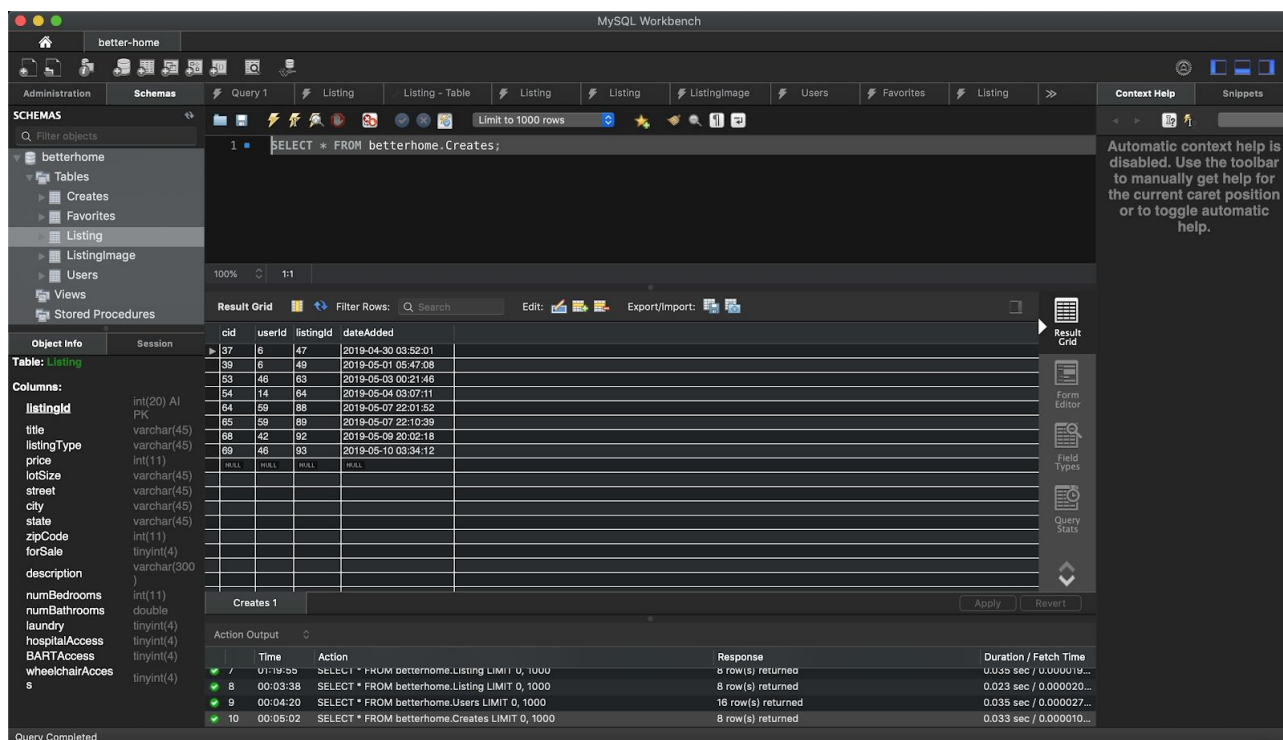 MySQL Workbench
better-home
Administration Schemas
Query 1 Listing Listing - Table Listing Listing ListingImage Users Favorites Listing
Context Help Snippets
SCHEMAS
Filter objects
betterhome
Tables
Creates
Favorites
Listing
ListingImage
Users
Views
Stored Procedures
Object Info Session
Table: Listing
Columns:
listingId int(20) AI PK
title varchar(45)
listingType varchar(45)
price int(11)
lotSize varchar(45)
street varchar(45)
city varchar(45)
state varchar(45)
zipCode int(11)
forSale tinyint(4)
description varchar(300)
numBedrooms int(11)
numBathrooms double
laundry tinyint(4)
hospitalAccess tinyint(4)
BARTAccess tinyint(4)
wheelchairAccess tinyint(4)
Limit to 1000 rows
1 SELECT * FROM betterhome.Creates;
100% 1:1
Result Grid Filter Rows: Search Edit: Export/Import:
cid userId listingId dateAdded
37 6 47 2019-04-30 03:52:01
39 6 49 2019-05-01 05:47:08
53 46 63 2019-05-03 00:21:46
54 14 64 2019-05-04 03:07:11
64 59 88 2019-05-07 22:01:52
65 59 89 2019-05-07 22:10:39
68 42 92 2019-05-09 20:02:18
69 46 93 2019-05-10 03:34:12
NULL NULL NULL NULL
Result Grid
Form Editor
Field Types
Query Stats
Creates 1 Apply Revert
Action Output
Time Action Response Duration / Fetch Time
7 01:19:55 SELECT * FROM betterhome.Listing LIMIT 0, 1000 8 row(s) returned 0.035 sec / 0.000019...
8 00:03:38 SELECT * FROM betterhome.Listing LIMIT 0, 1000 8 row(s) returned 0.023 sec / 0.000020...
9 00:04:20 SELECT * FROM betterhome.Users LIMIT 0, 1000 16 row(s) returned 0.035 sec / 0.000027...
10 00:05:02 SELECT * FROM betterhome.Creates LIMIT 0, 1000 8 row(s) returned 0.033 sec / 0.000010...
Automatic context help is
disabled. Use the toolbar
to manually get help for
the current caret position
or to toggle automatic
help.
Query Completed